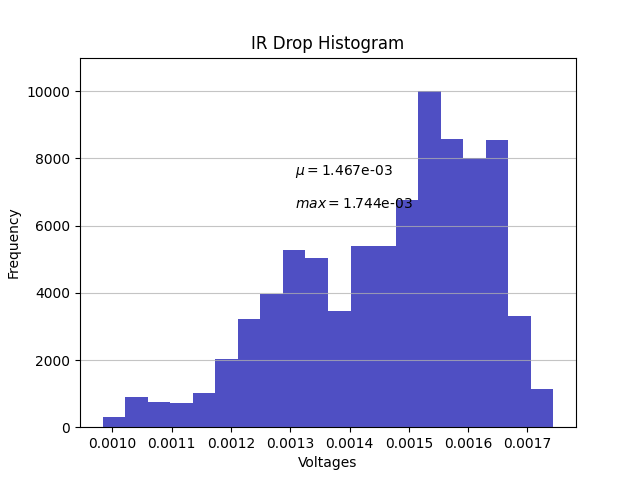 IR Drop Histogram
10000
8000
6000
4000
2000
0
Frequency
μ = 1.467e-03
max = 1.744e-03
0.0010 0.0011 0.0012 0.0013 0.0014 0.0015 0.0016 0.0017
Voltages